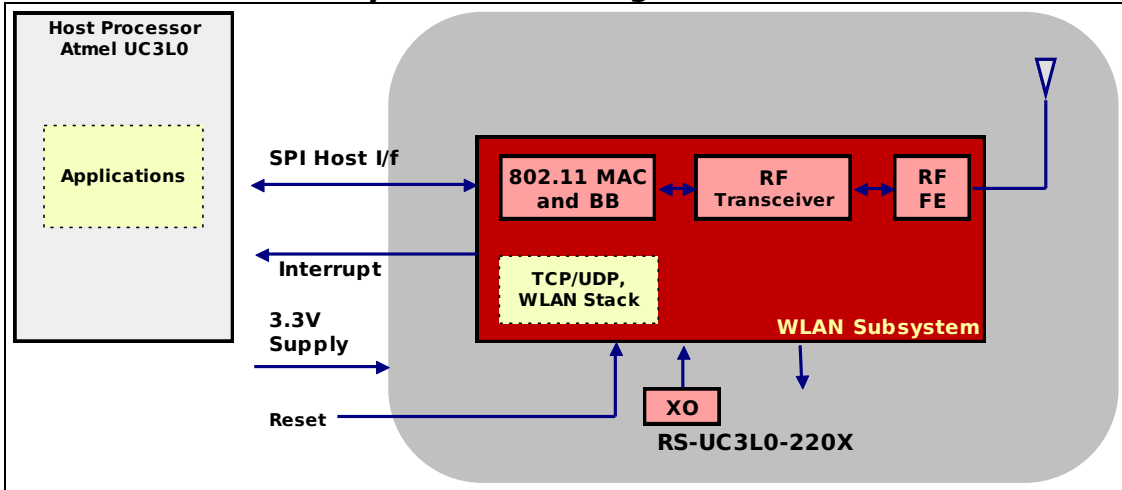 Host Processor
Atmel UC3L0
Applications
SPI Host I/f
Interrupt
3.3V
Supply
Reset
802.11 MAC
and BB
RF
Transceiver
RF
FE
TCP/UDP,
WLAN Stack
WLAN Subsystem
XO
RS-UC3L0-220X